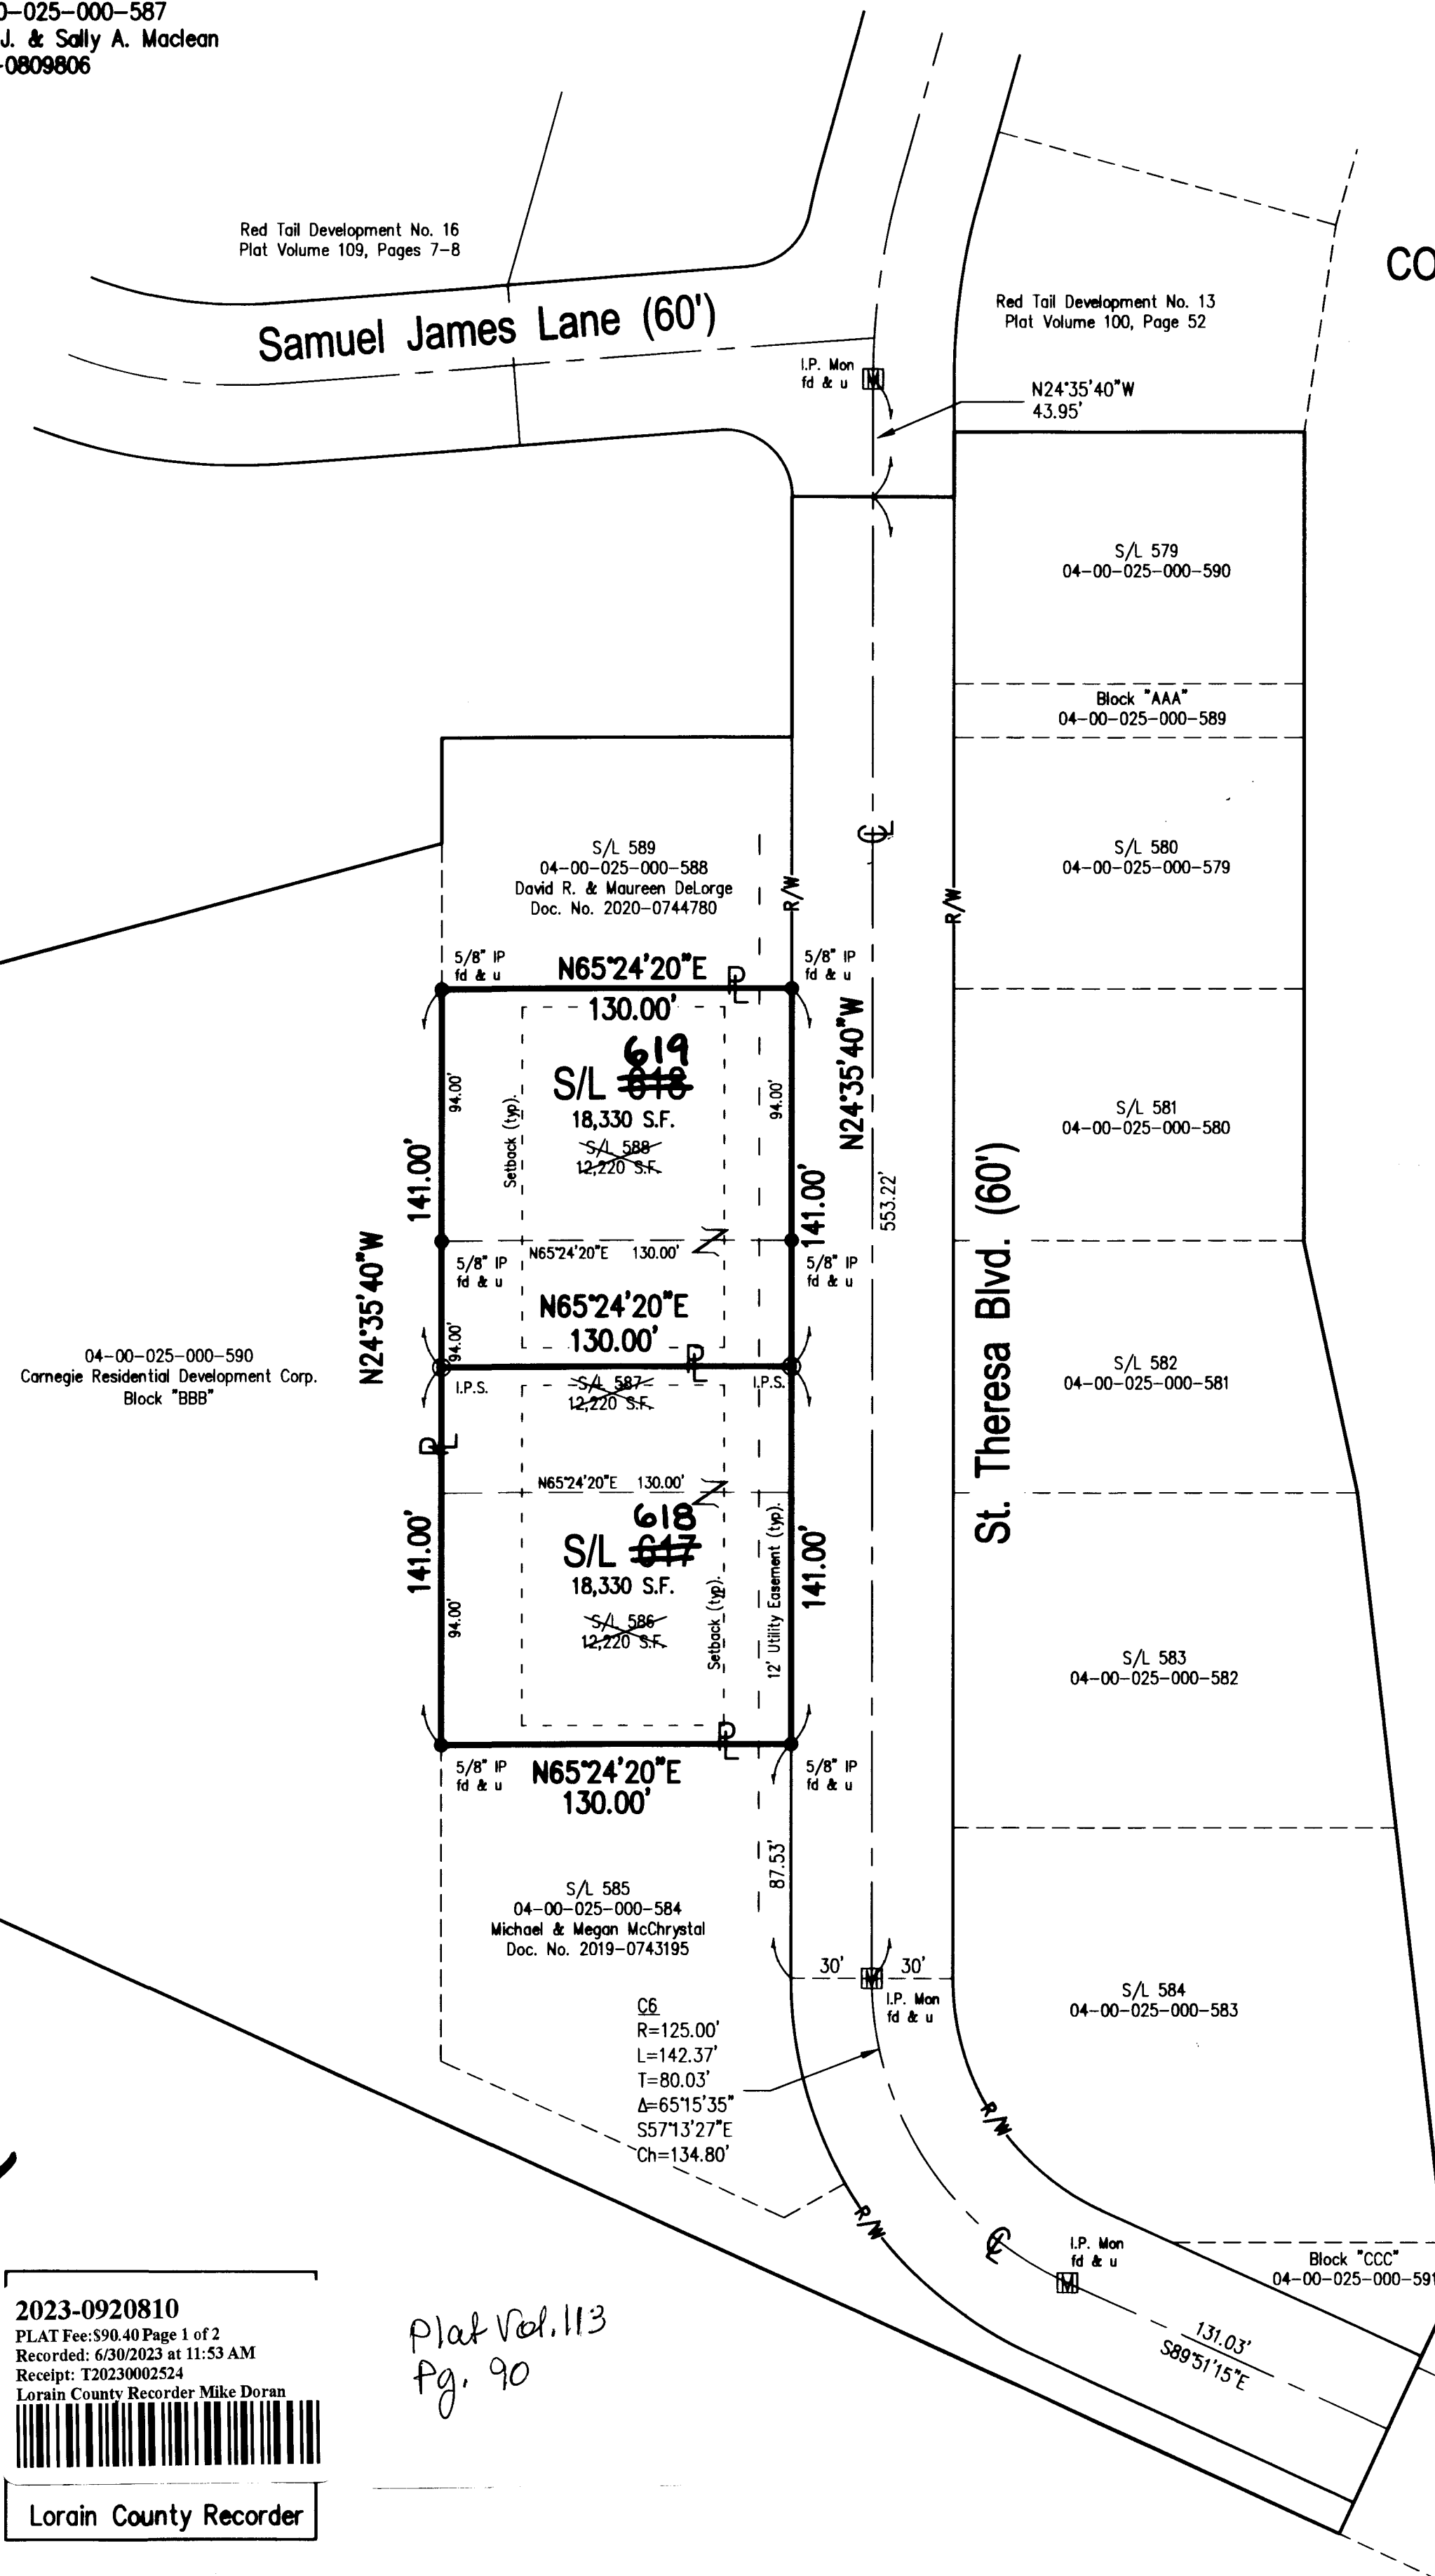 0-025-000-587
J. & Sally A. Maclean
-0809806
Red Tail Development No. 16
Plat Volume 109, Pages 7-8
Samuel James Lane (60')
CO
Red Tail Development No. 13
Plat Volume 100, Page 52
I.P. Mon
fd & u
M
N24°35'40"W
43.95'
S/L 579
04-00-025-000-590
Block "AAA"
04-00-025-000-589
S/L 580
04-00-025-000-579
S/L 589
04-00-025-000-588
David R. & Maureen DeLorge
Doc. No. 2020-0744780
R/W
R/W
CL
5/8" IP
fd & u
N65°24'20"E
PL
130.00'
5/8" IP
fd & u
N24°35'40"W
553.22'
619
S/L 618
18,330 S.F.
S/L 588
12,220 S.F.
94.00'
94.00'
Setback (typ).
141.00'
141.00'
S/L 581
04-00-025-000-580
St. Theresa Blvd. (60')
5/8" IP
fd & u
N65°24'20"E 130.00'
5/8" IP
fd & u
N24°35'40"W
N65°24'20"E
130.00'
94.00'
PL
I.P.S.
I.P.S.
S/L 587
12,220 S.F.
04-00-025-000-590
Carnegie Residential Development Corp.
Block "BBB"
S/L 582
04-00-025-000-581
PL
N65°24'20"E 130.00'
618
S/L 617
18,330 S.F.
S/L 586
12,220 S.F.
141.00'
94.00'
Setback (typ).
12' Utility Easement (typ).
141.00'
S/L 583
04-00-025-000-582
PL
5/8" IP
fd & u
N65°24'20"E
130.00'
5/8" IP
fd & u
87.53'
S/L 585
04-00-025-000-584
Michael & Megan McChrystal
Doc. No. 2019-0743195
30'
M
30'
I.P. Mon
fd & u
S/L 584
04-00-025-000-583
C6
R=125.00'
L=142.37'
T=80.03'
Δ=65°15'35"
S57°13'27"E
Ch=134.80'
R/W
R/W
CL
I.P. Mon
fd & u
M
Block "CCC"
04-00-025-000-591
131.03'
S89°51'15"E
2023-0920810
PLAT Fee:$90.40 Page 1 of 2
Recorded: 6/30/2023 at 11:53 AM
Receipt: T20230002524
Lorain County Recorder Mike Doran
Lorain County Recorder
Plat Vol. 113
Pg. 90